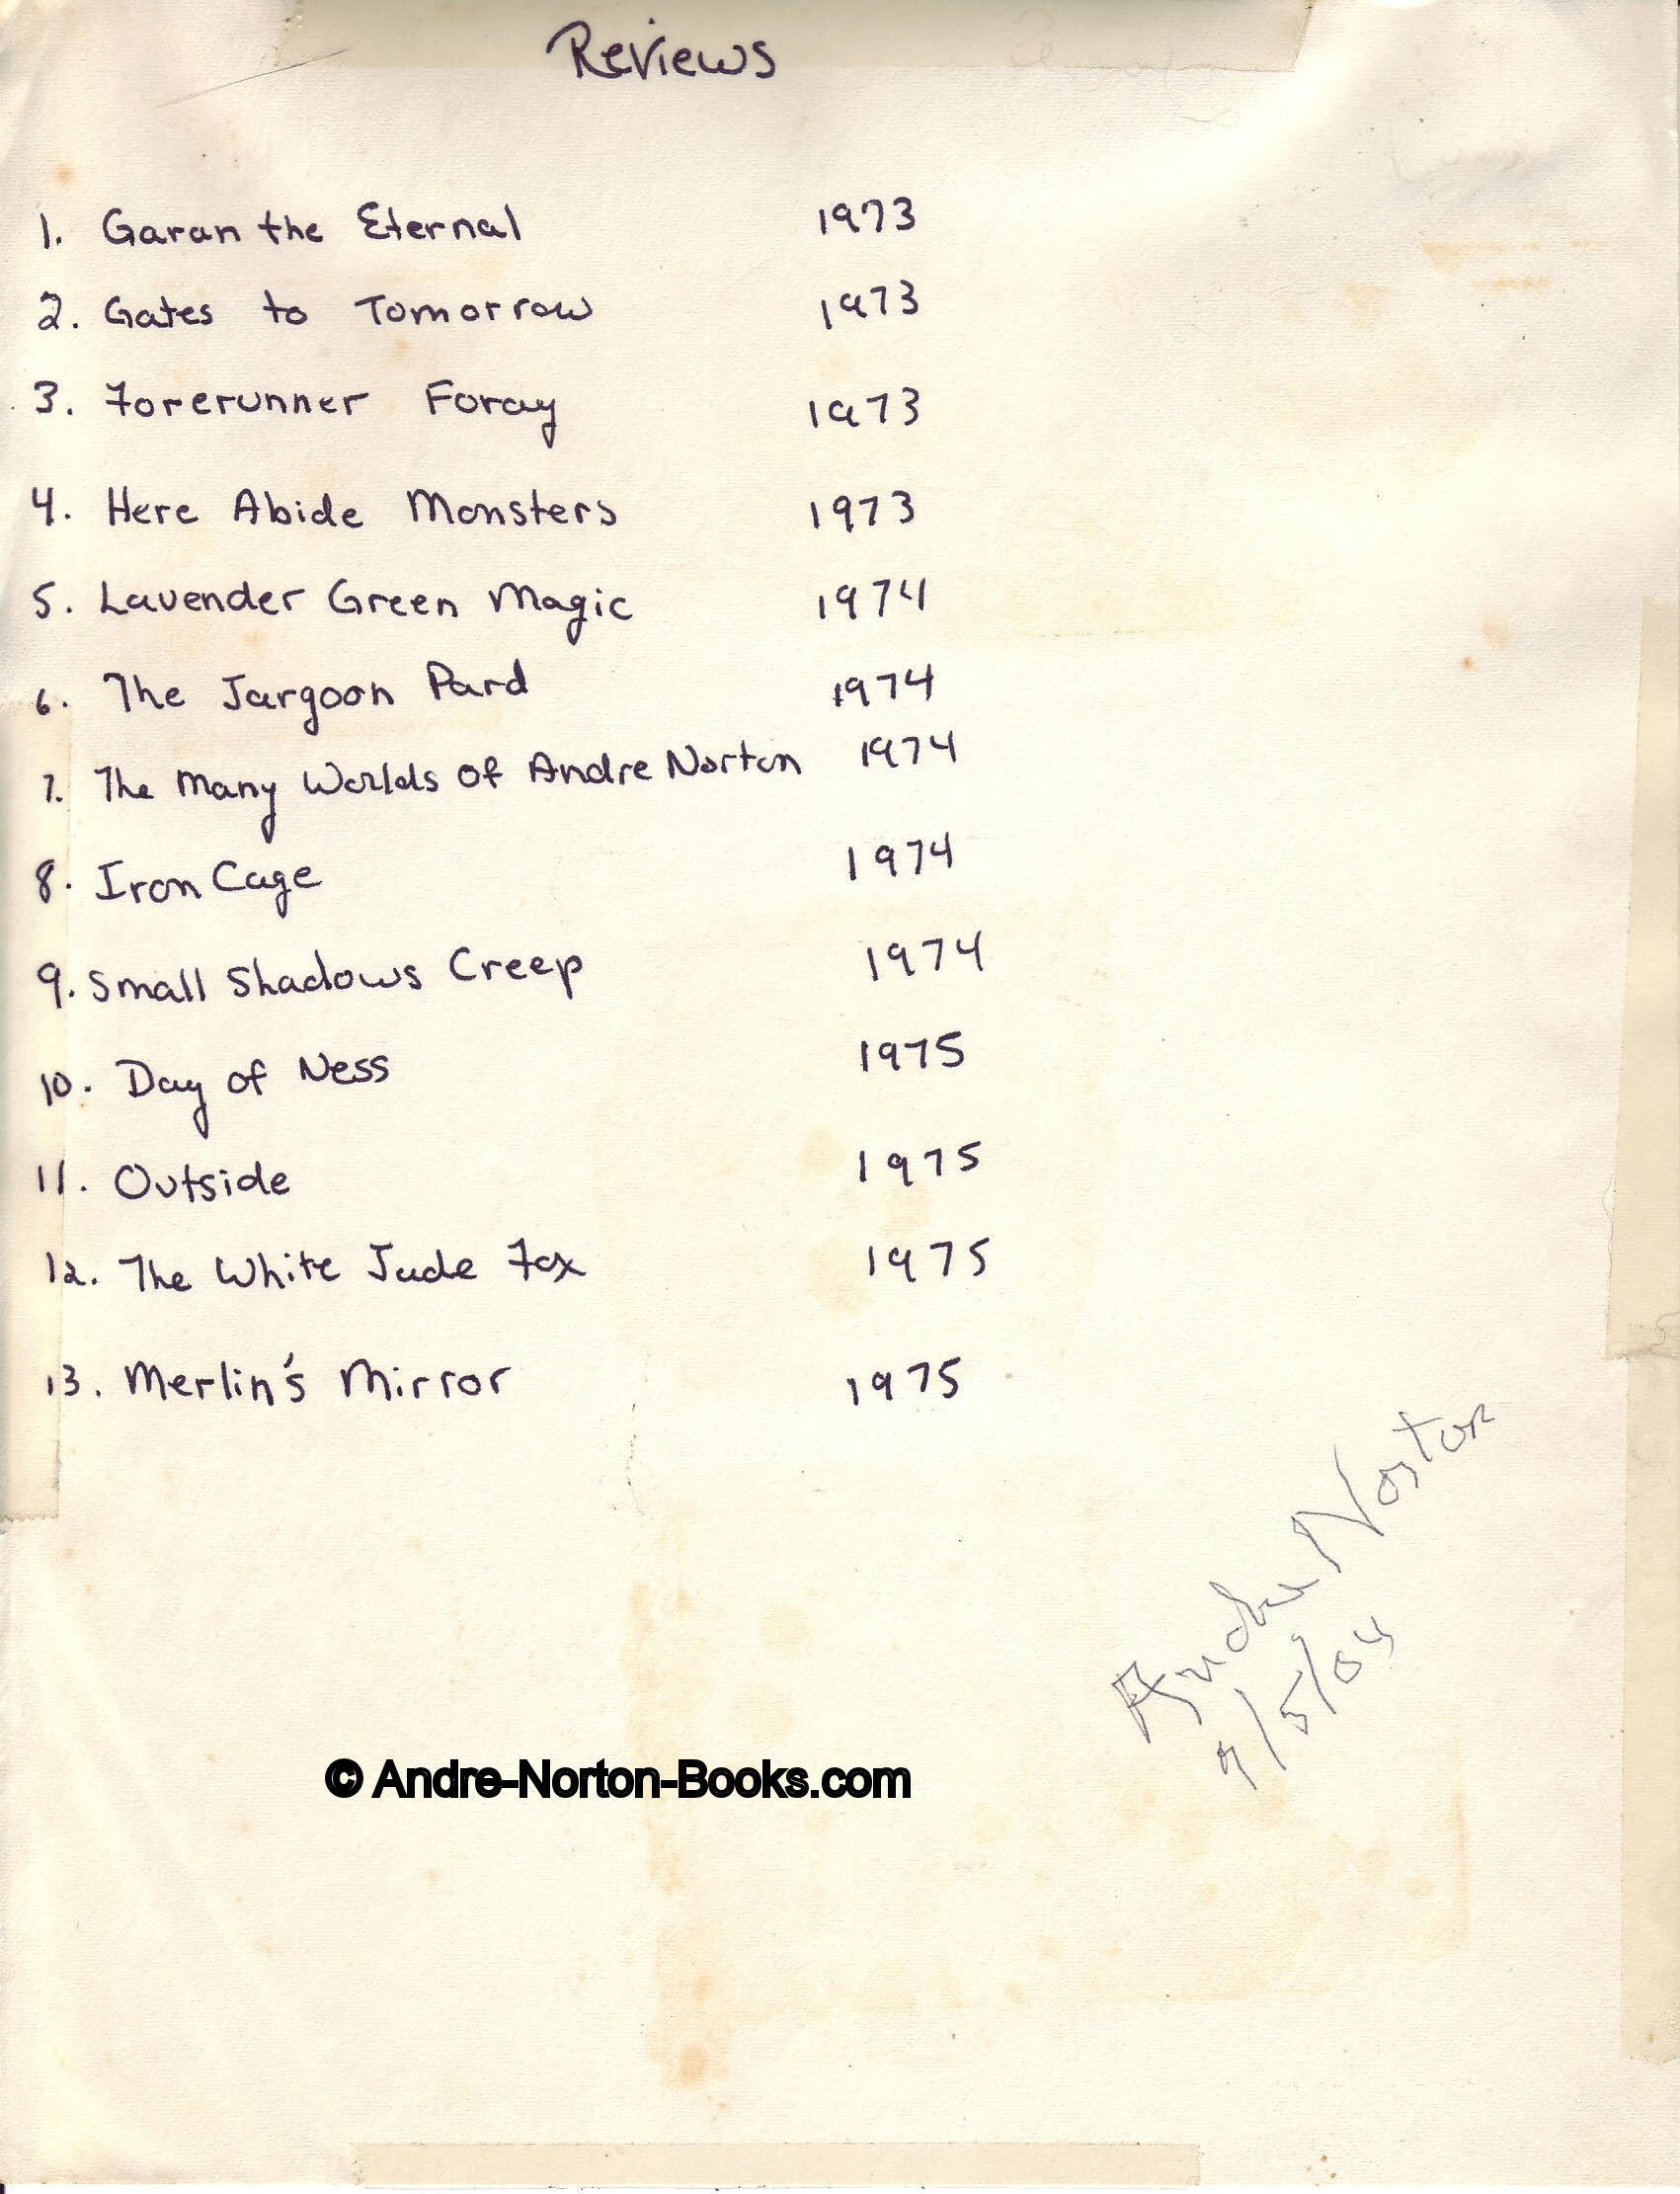 Reviews
1. Garan the Eternal 1973
2. Gates to Tomorrow 1973
3. Forerunner Foray 1973
4. Here Abide Monsters 1973
5. Lavender Green Magic 1974
6. The Jargoon Pard 1974
7. The Many Worlds of Andre Norton 1974
8. Iron Cage 1974
9. Small Shadows Creep 1974
10. Day of Ness 1975
11. Outside 1975
12. The White Jade Fox 1975
13. Merlin's Mirror 1975
Andre Norton
9/5/04
© Andre-Norton-Books.com